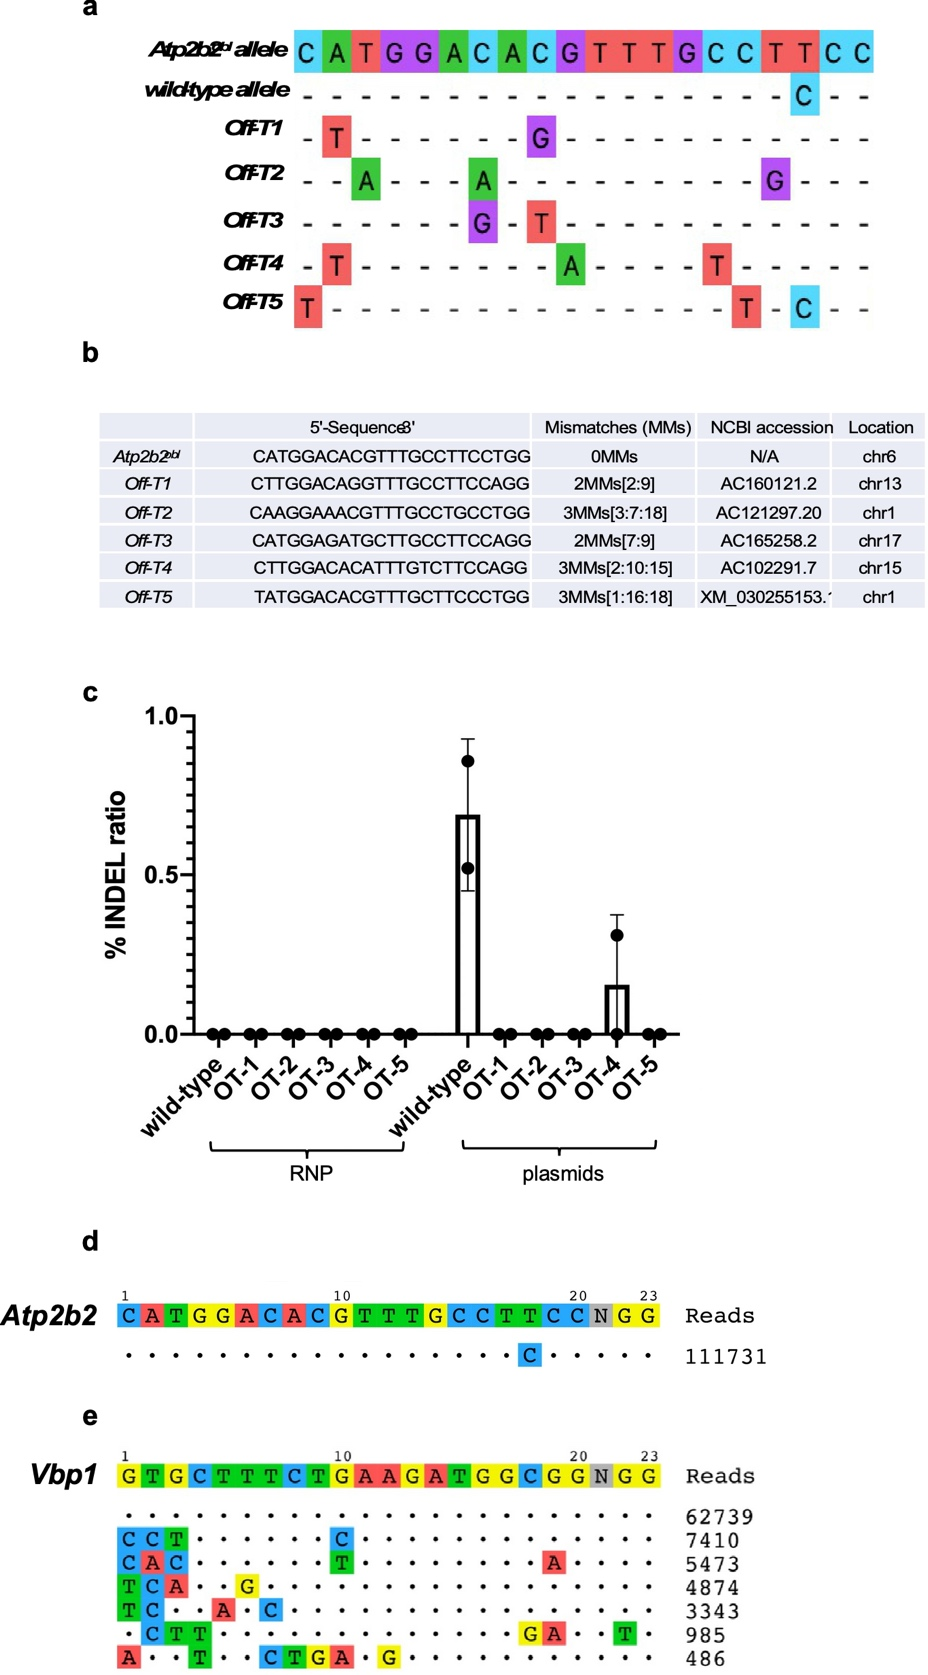 a
Atp2b2obl allele C A T G G A C A C G T T T G C C T T C C
wild-type allele - - - - - - - - - - - - - - - - - C - -
Off-T1 - T - - - - - - G - - - - - - - - - - -
Off-T2 - - A - - - A - - - - - - - - - G - - -
Off-T3 - - - - - - G - T - - - - - - - - - - -
Off-T4 - T - - - - - - - A - - - - T - - - - -
Off-T5 T - - - - - - - - - - - - - - T - C - -
b
5'-Sequence3' Mismatches (MMs) NCBI accession Location
Atp2b2obl CATGGACACGTTTGCCTTCCTGG 0MMs N/A chr6
Off-T1 CTTGGACAGGTTTGCCTTCCAGG 2MMs[2:9] AC160121.2 chr13
Off-T2 CAAGGAAACGTTTGCCTGCCTGG 3MMs[3:7:18] AC121297.20 chr1
Off-T3 CATGGAGATGCTTGCCTTCCAGG 2MMs[7:9] AC165258.2 chr17
Off-T4 CTTGGACACATTTGTCTTCCAGG 3MMs[2:10:15] AC102291.7 chr15
Off-T5 TATGGACACGTTTGCTTCCCTGG 3MMs[1:16:18] XM_030255153. chr1
c
% INDEL ratio
1.0
0.5
0.0
wild-type OT-1 OT-2 OT-3 OT-4 OT-5 wild-type OT-1 OT-2 OT-3 OT-4 OT-5
RNP plasmids
d
1 10 20 23
Atp2b2 C A T G G A C A C G T T T G C C T T C C N G G Reads
. . . . . . . . . . . . . . . . . C . . . . . 111731
e
1 10 20 23
Vbp1 G T G C T T T C T G A A G A T G G C G G N G G Reads
. . . . . . . . . . . . . . . . . . . . . . . 62739
C C T . . . . . . C . . . . . . . . . . . . . 7410
C A C . . . . . . T . . . . . . . . A . . . . 5473
T C A . . G . . . . . . . . . . . . . . . . . 4874
T C . . A . C . . . . . . . . . . . . . . . . 3343
. C T T . . . . . . . . . . . . . G A . . T . 985
A . . T . . C T G A . G . . . . . . . . . . . 486